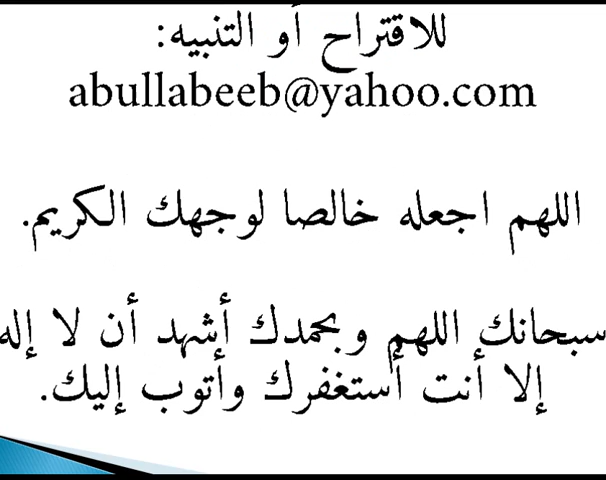 للاقتراح أو التنبيه:
abullabeeb@yahoo.com
اللهم اجعله خالصا لوجهك الكريم.
سبحانك اللهم وبحمدك أشهد أن لا إله
إلا أنت أستغفرك وأتوب إليك.